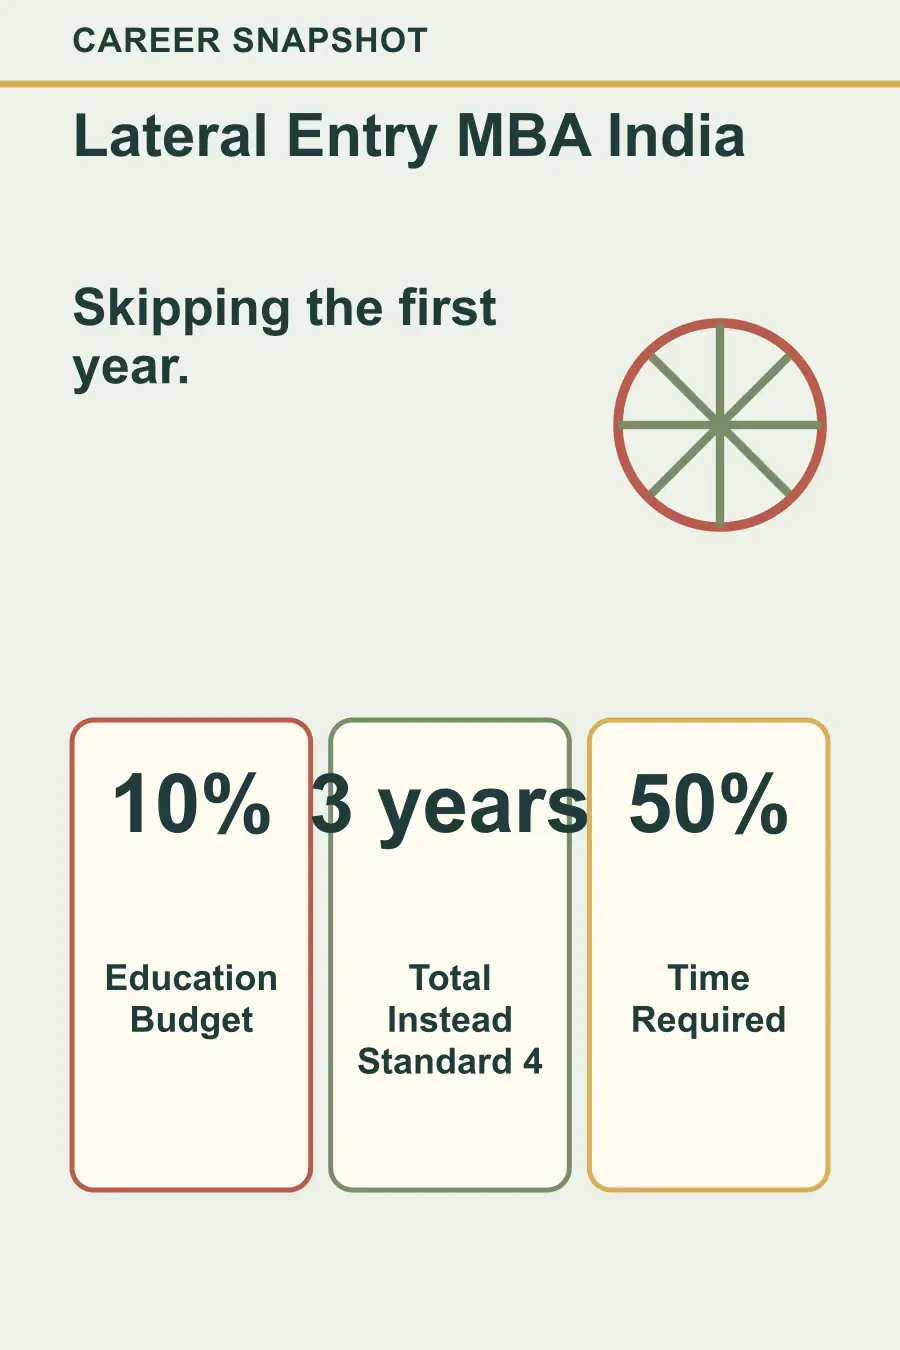 CAREER SNAPSHOT
Lateral Entry MBA India
Skipping the first
year.
10%
3 years
50%
Education
Budget
Total
Instead
Standard 4
Time
Required